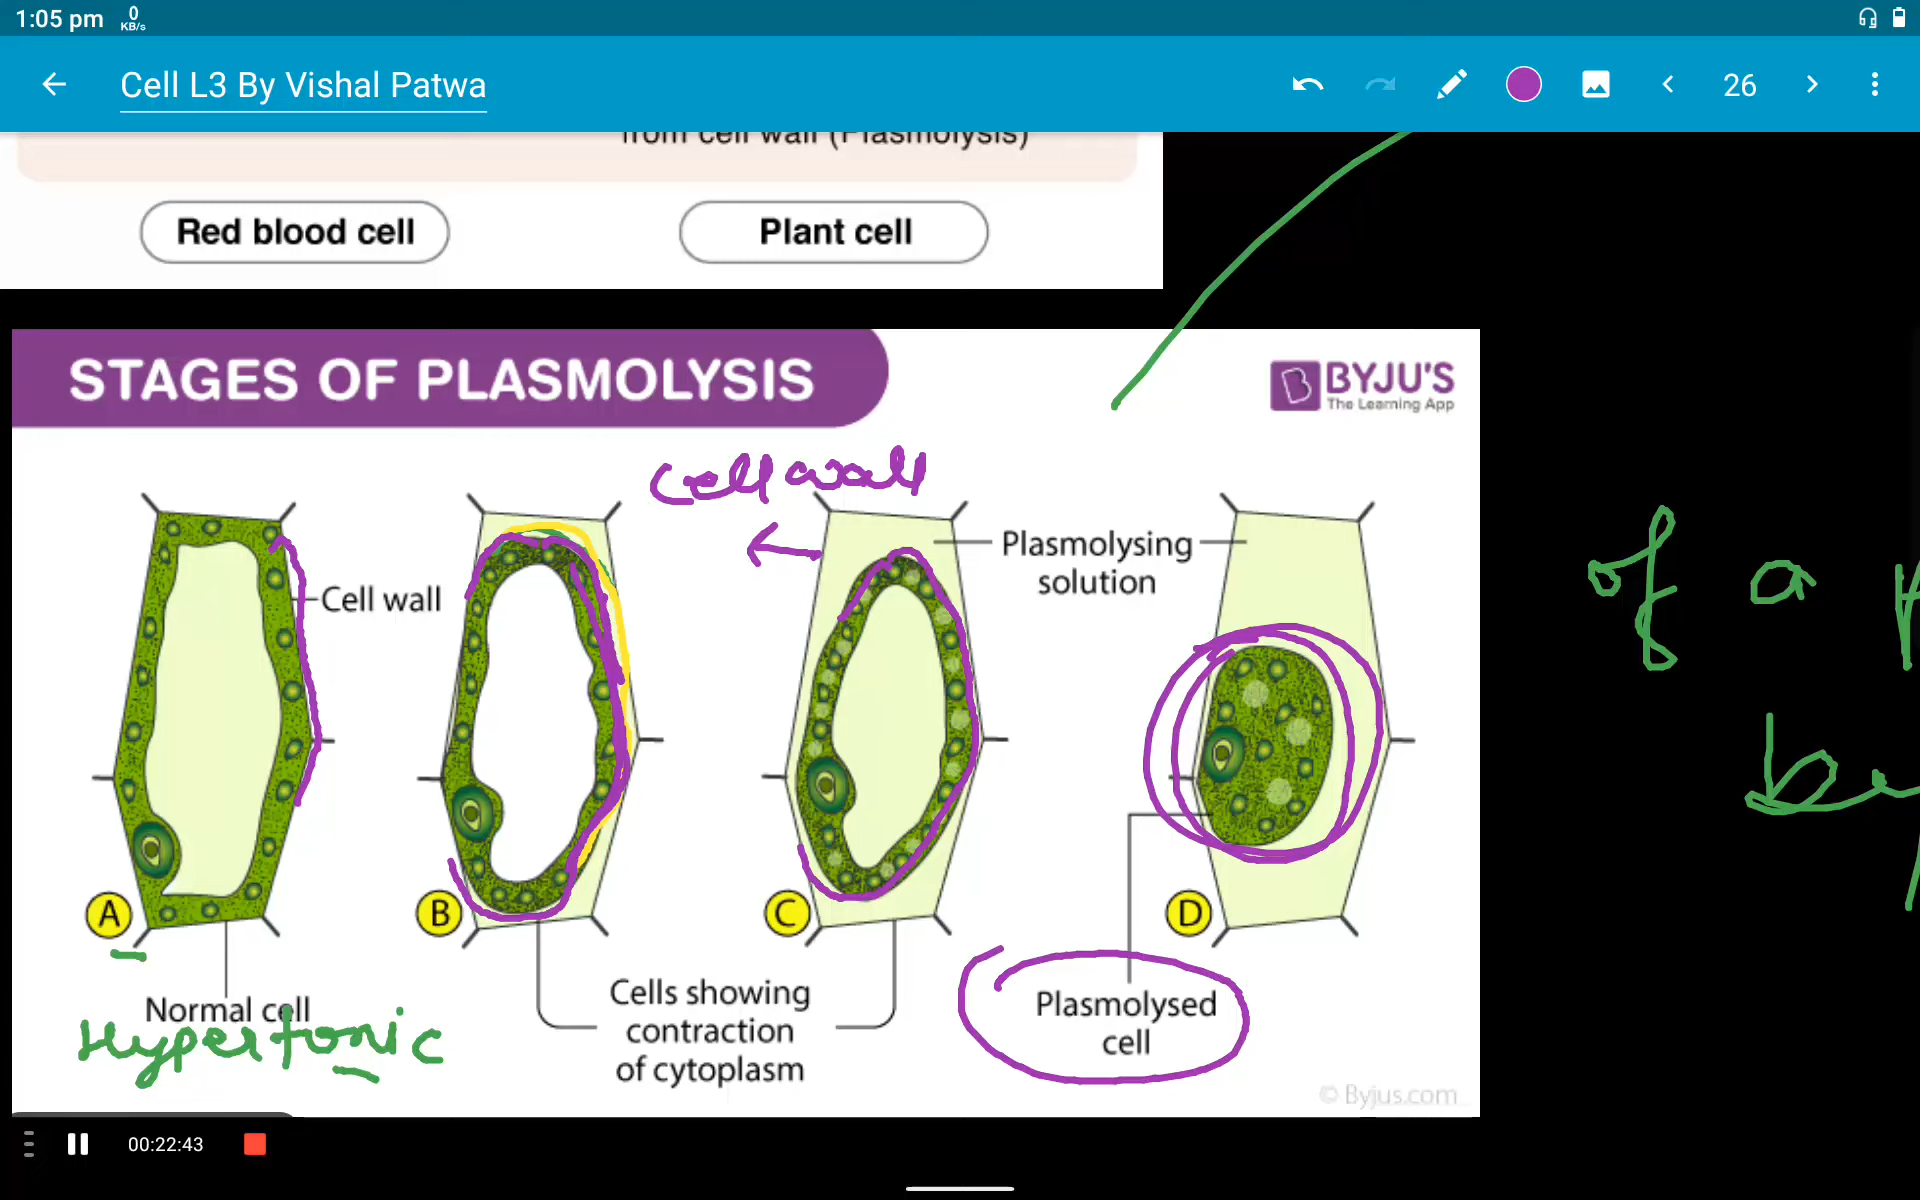 1:05 pm 0 KB/s
Cell L3 By Vishal Patwa 26
from cell wall (Plasmolysis)
Red blood cell Plant cell
STAGES OF PLASMOLYSIS
BYJU'S
The Learning App
Cell wall
Plasmolysing
solution
Cell wall
of a
A B C D
Normal cell
Hypertonic
Cells showing
contraction
of cytoplasm
Plasmolysed
cell
© Byjus.com
00:22:43